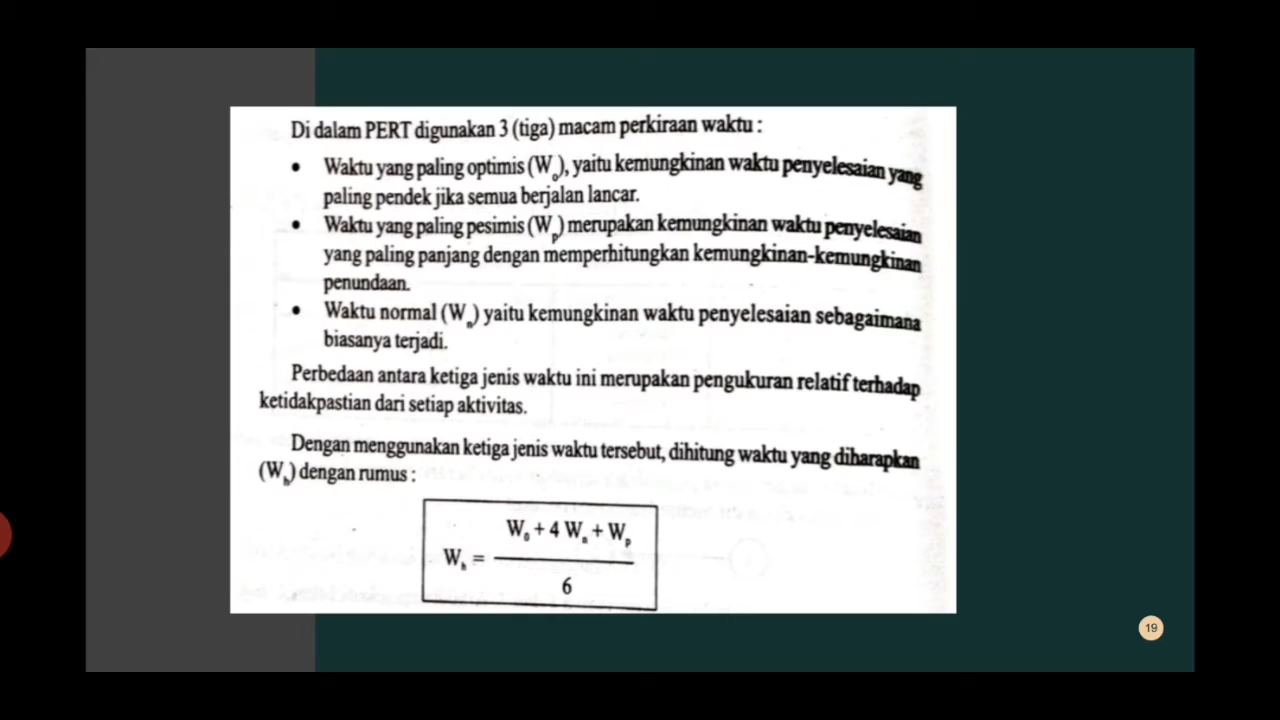 Di dalam PERT digunakan 3 (tiga) macam perkiraan waktu :
• Waktu yang paling optimis (Wₒ), yaitu kemungkinan waktu penyelesaian yang
paling pendek jika semua berjalan lancar.
• Waktu yang paling pesimis (Wₚ) merupakan kemungkinan waktu penyelesaian
yang paling panjang dengan memperhitungkan kemungkinan-kemungkinan
penundaan.
• Waktu normal (Wₙ) yaitu kemungkinan waktu penyelesaian sebagaimana
biasanya terjadi.
Perbedaan antara ketiga jenis waktu ini merupakan pengukuran relatif terhadap
ketidakpastian dari setiap aktivitas.
Dengan menggunakan ketiga jenis waktu tersebut, dihitung waktu yang diharapkan
(Wₕ) dengan rumus :
W₀ + 4 Wₙ + Wₚ
Wₕ =
6
19